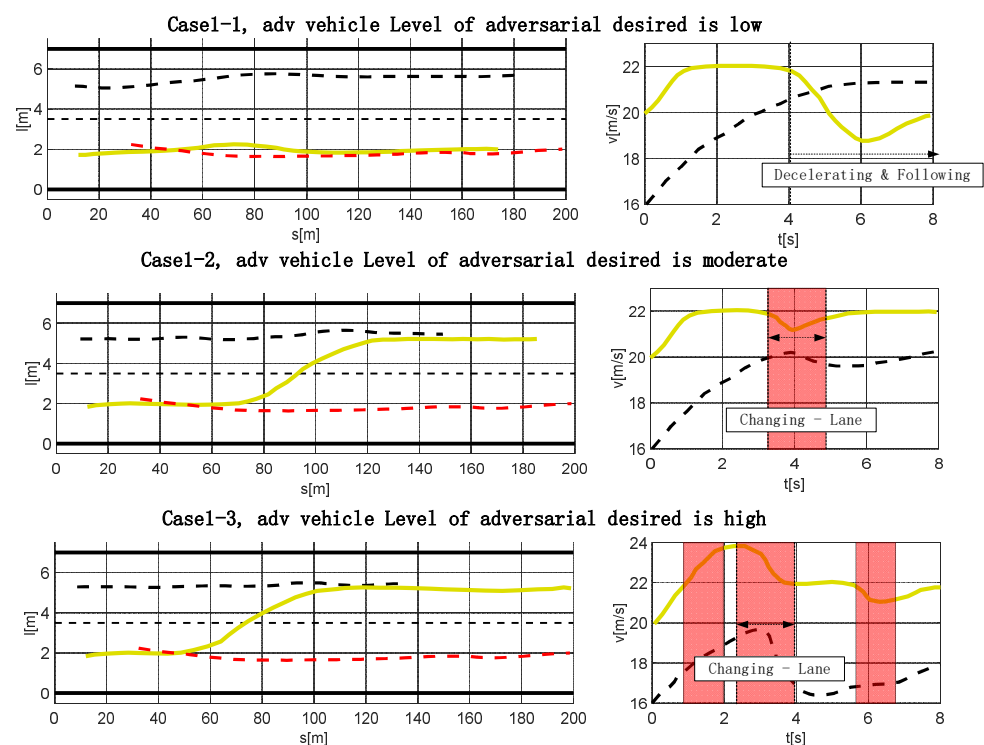 Case1-1, adv vehicle Level of adversarial desired is low
6
4
2
0
l[m]
0 20 40 60 80 100 120 140 160 180 200
s[m]
22
20
18
16
v[m/s]
Decelerating & Following
0 2 4 6 8
t[s]
Case1-2, adv vehicle Level of adversarial desired is moderate
6
4
2
0
l[m]
0 20 40 60 80 100 120 140 160 180 200
s[m]
22
20
18
16
v[m/s]
Changing - Lane
0 2 4 6 8
t[s]
Case1-3, adv vehicle Level of adversarial desired is high
6
4
2
0
l[m]
0 20 40 60 80 100 120 140 160 180 200
s[m]
24
22
20
18
16
v[m/s]
Changing - Lane
0 2 4 6 8
t[s]